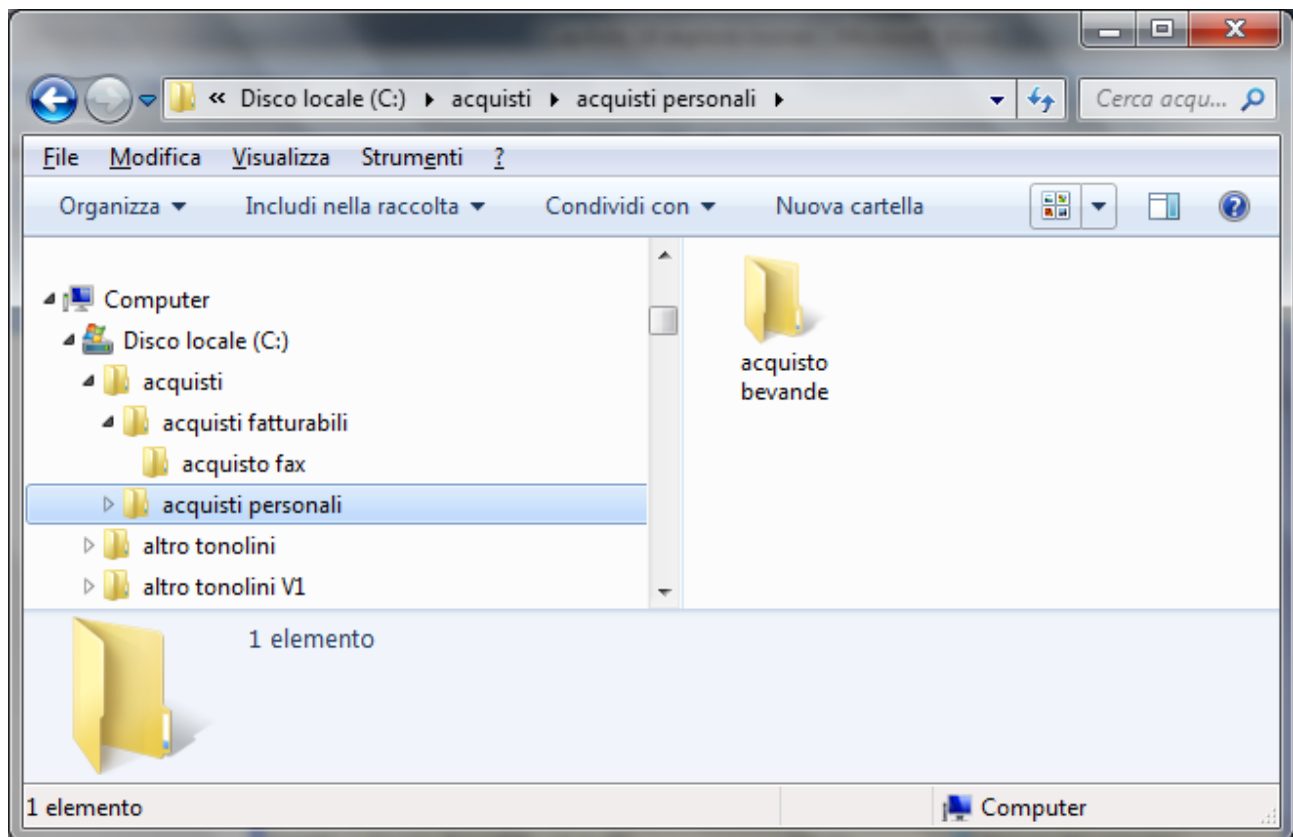 « Disco locale (C:) ▸ acquisti ▸ acquisti personali ▸ Cerca acqu...
File Modifica Visualizza Strumenti ?
Organizza Includi nella raccolta Condividi con Nuova cartella
Computer
Disco locale (C:)
acquisti
acquisti fatturabili
acquisto fax
acquisti personali
altro tonolini
altro tonolini V1
acquisto
bevande
1 elemento
1 elemento Computer